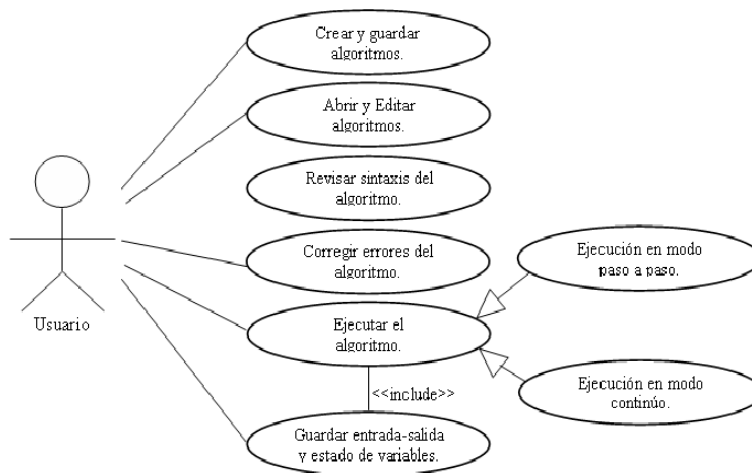 Crear y guardar
algoritmos.
Abrir y Editar
algoritmos.
Revisar sintaxis del
algoritmo.
Corregir errores del
algoritmo.
Ejecución en modo
paso a paso.
Usuario
Ejecutar el
algoritmo.
<<include>>
Ejecución en modo
continúo.
Guardar entrada-salida
y estado de variables.